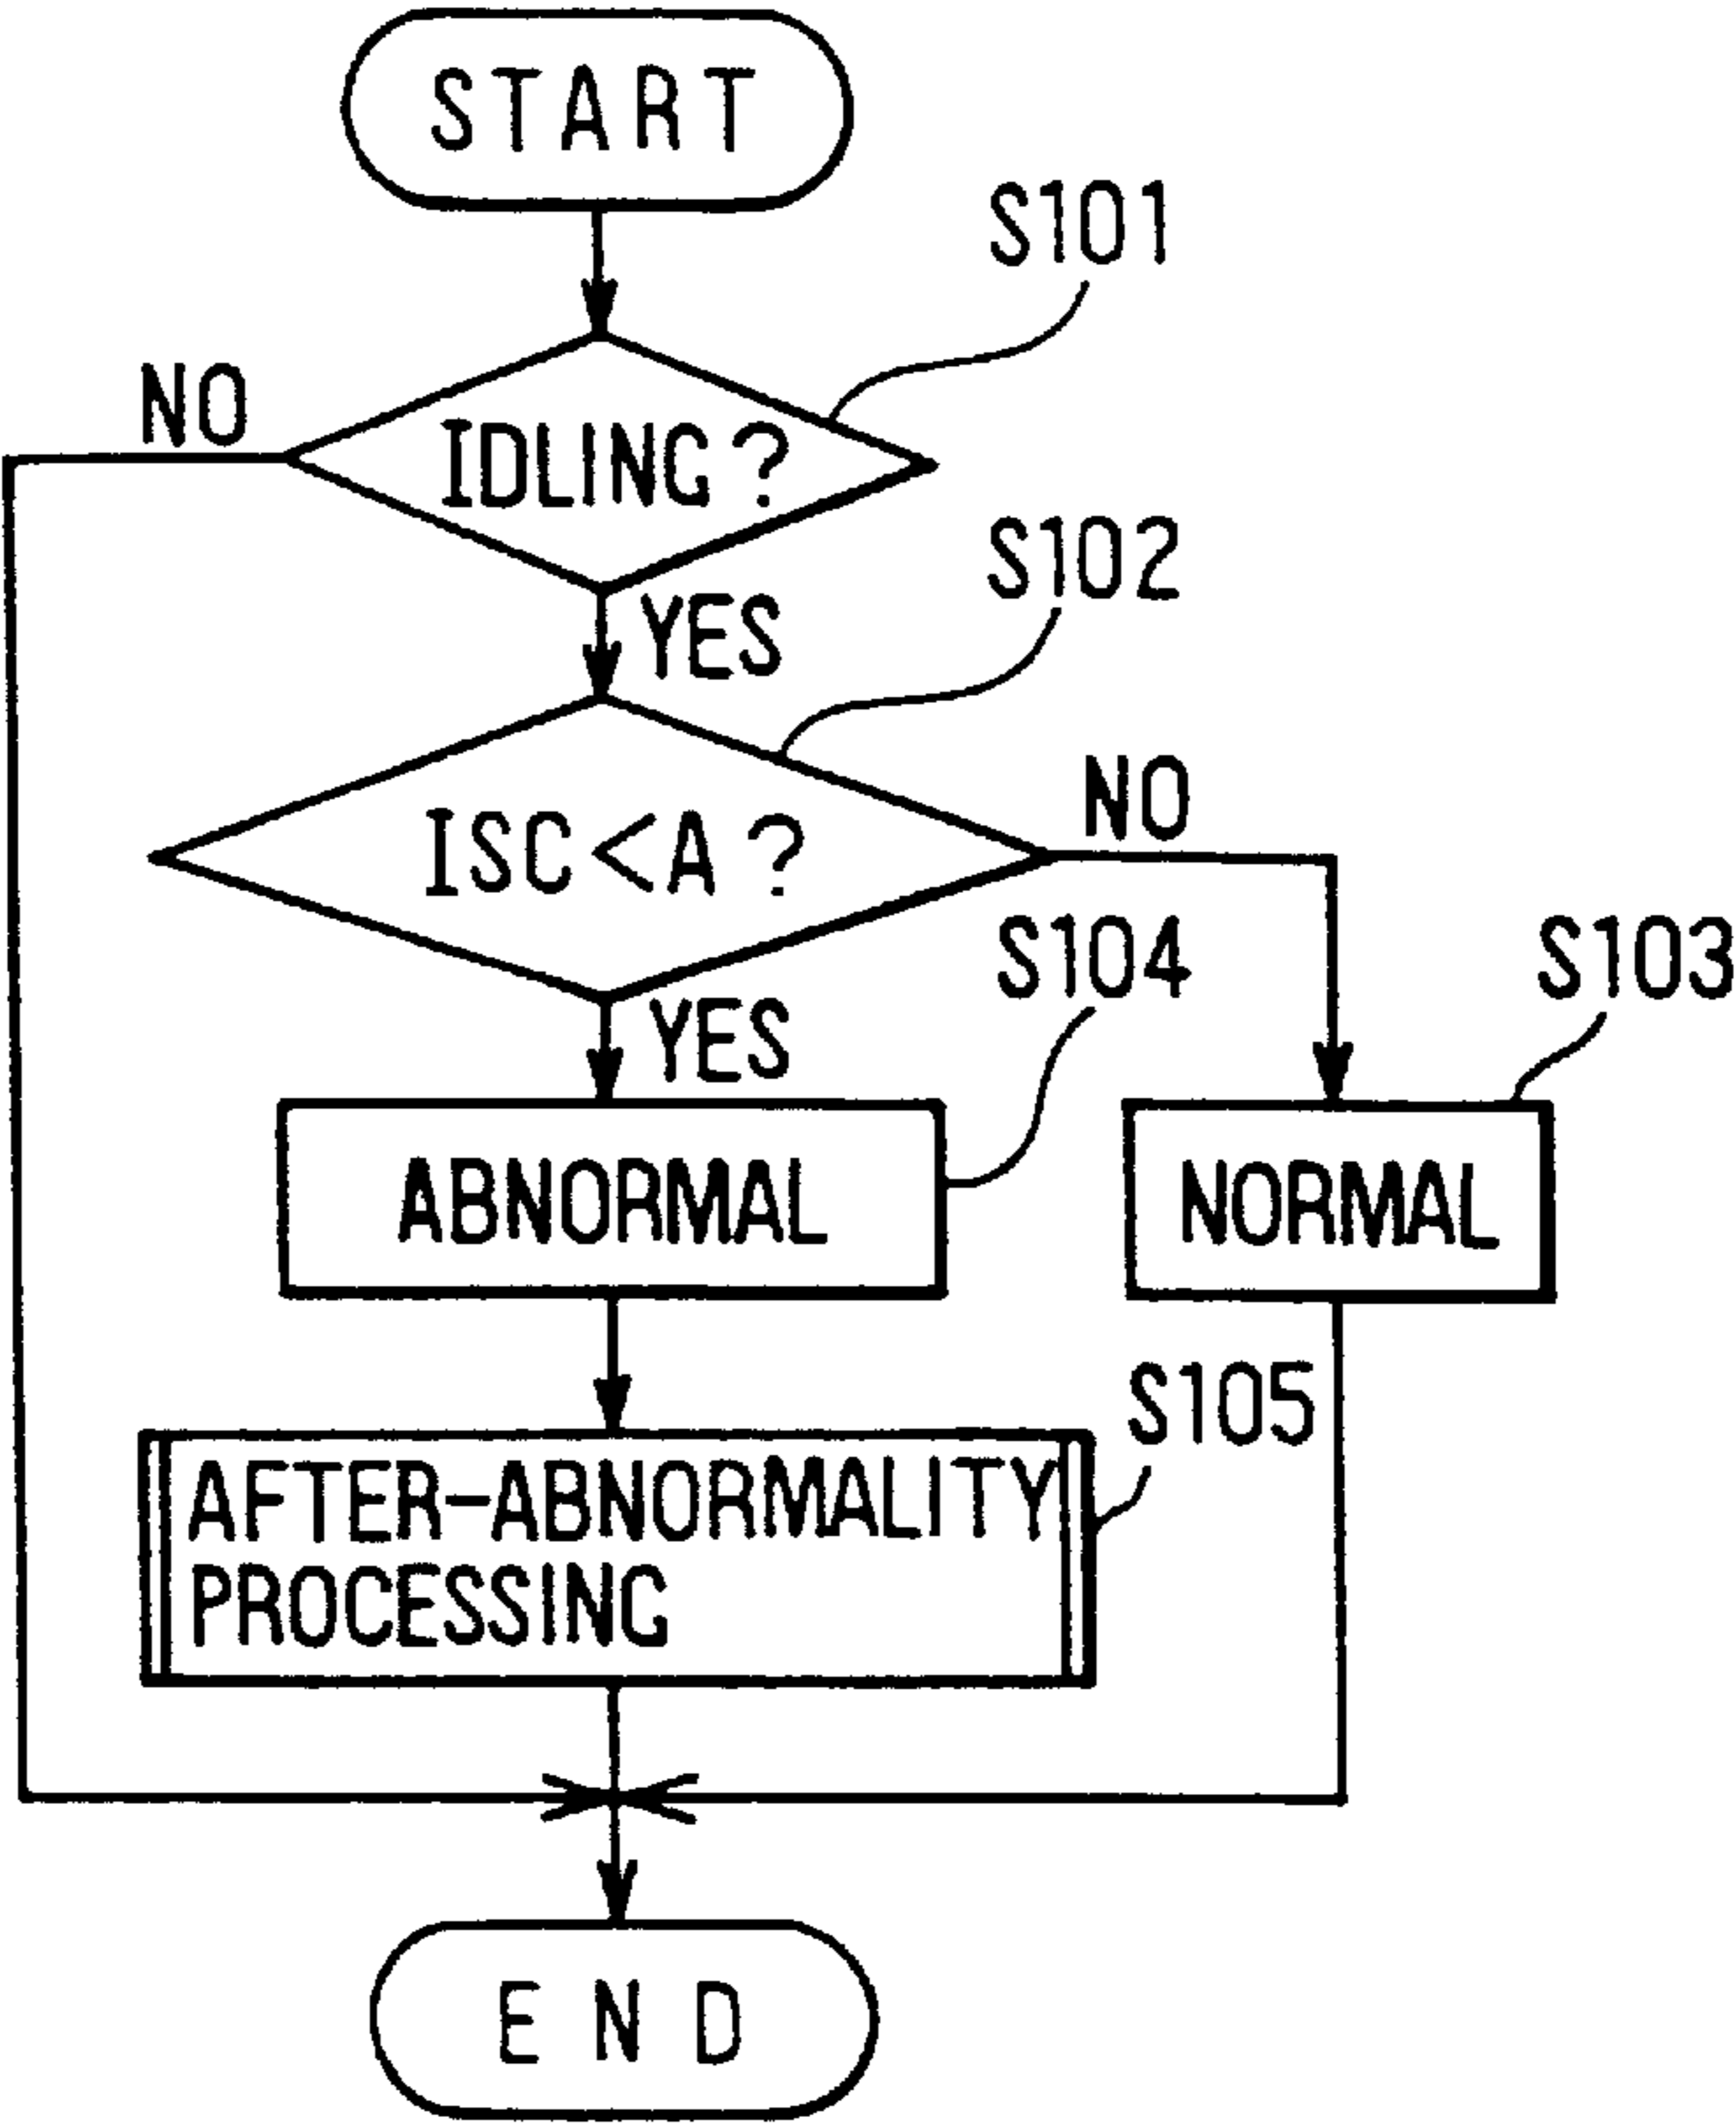 START
S101
NO
IDLING?
S102
YES
NO
ISC<A?
S104
S103
YES
ABNORMAL
NORMAL
S105
AFTER-ABNORMALITY
PROCESSING
END